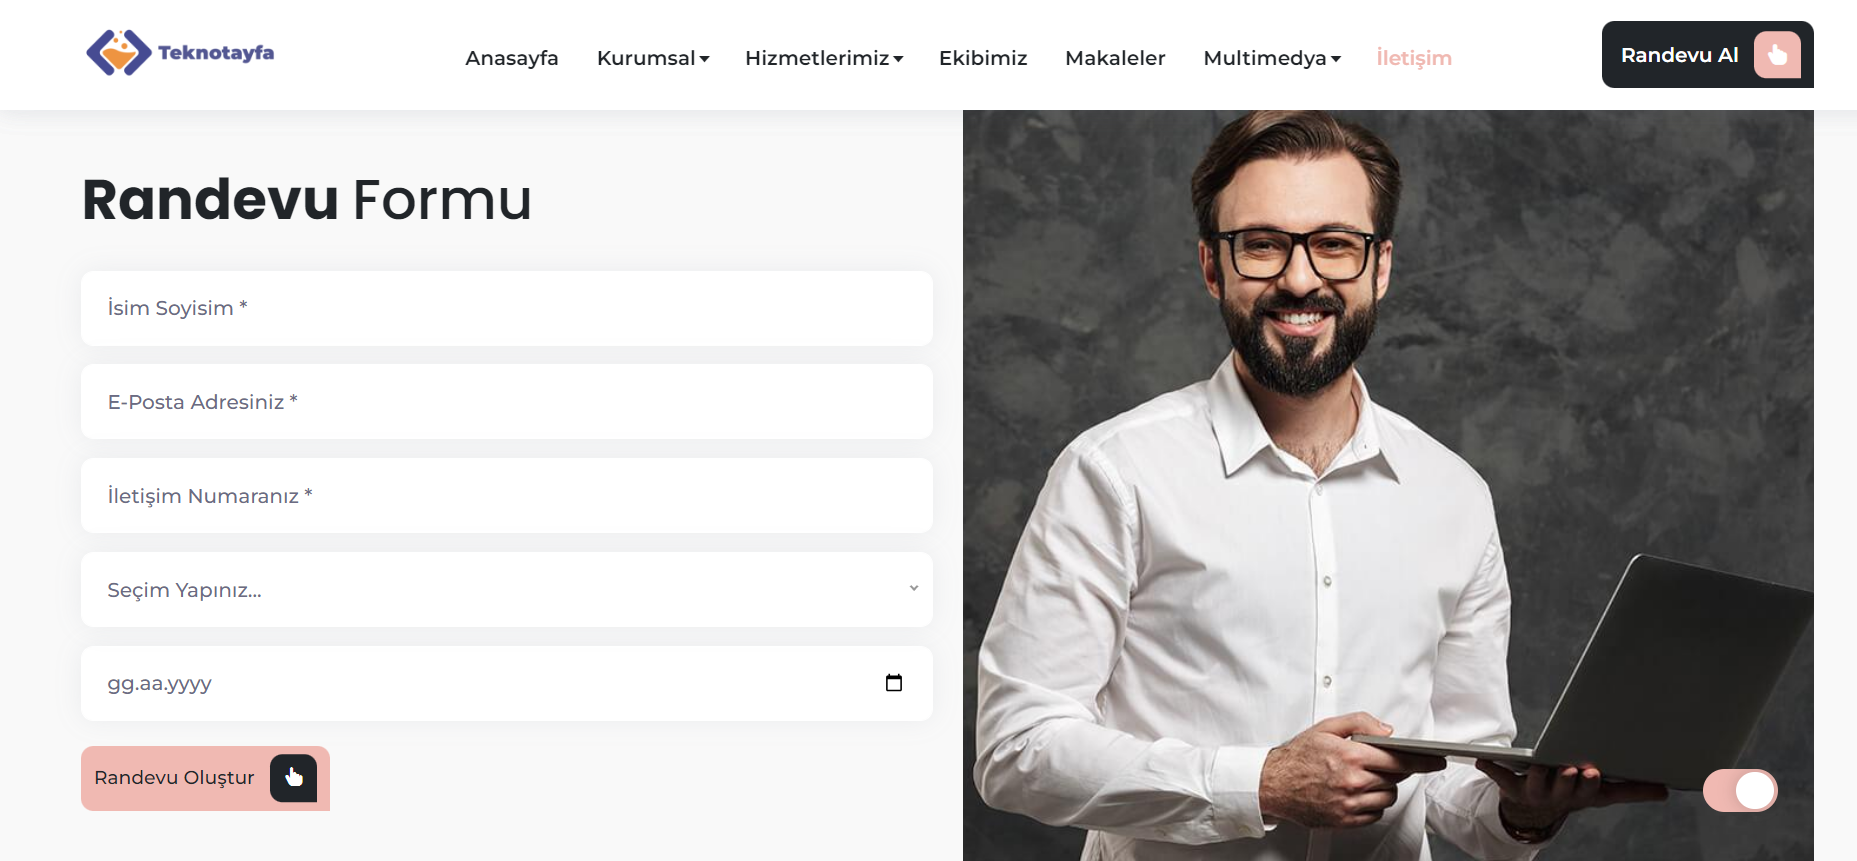 Teknotayfa
Anasayfa Kurumsal Hizmetlerimiz Ekibimiz Makaleler Multimedya İletişim
Randevu Al
Randevu Formu
İsim Soyisim *
E-Posta Adresiniz *
İletişim Numaranız *
Seçim Yapınız...
gg.aa.yyyy
Randevu Oluştur